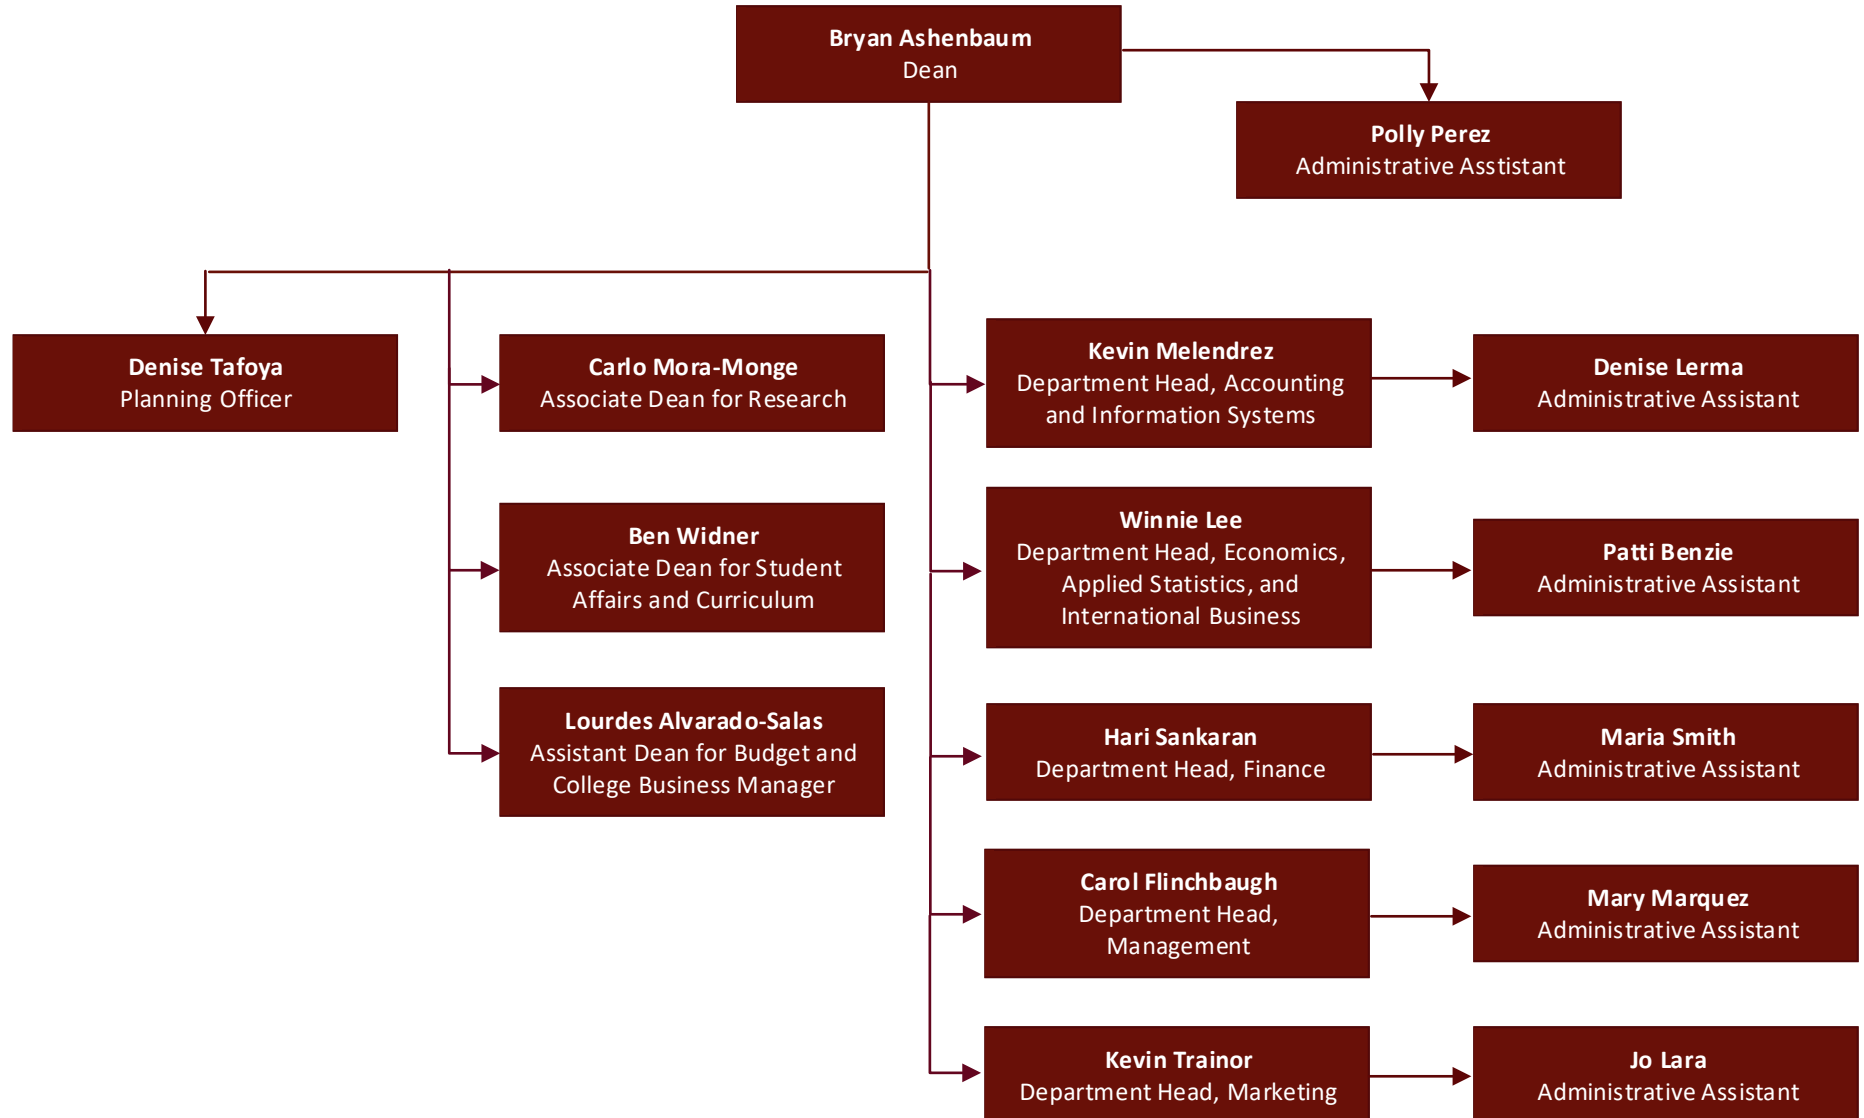 Bryan Ashenbaum
Dean
Polly Perez
Administrative Asstistant
Denise Tafoya
Planning Officer
Carlo Mora-Monge
Associate Dean for Research
Ben Widner
Associate Dean for Student
Affairs and Curriculum
Lourdes Alvarado-Salas
Assistant Dean for Budget and
College Business Manager
Kevin Melendrez
Department Head, Accounting
and Information Systems
Denise Lerma
Administrative Assistant
Winnie Lee
Department Head, Economics,
Applied Statistics, and
International Business
Patti Benzie
Administrative Assistant
Hari Sankaran
Department Head, Finance
Maria Smith
Administrative Assistant
Carol Flinchbaugh
Department Head,
Management
Mary Marquez
Administrative Assistant
Kevin Trainor
Department Head, Marketing
Jo Lara
Administrative Assistant